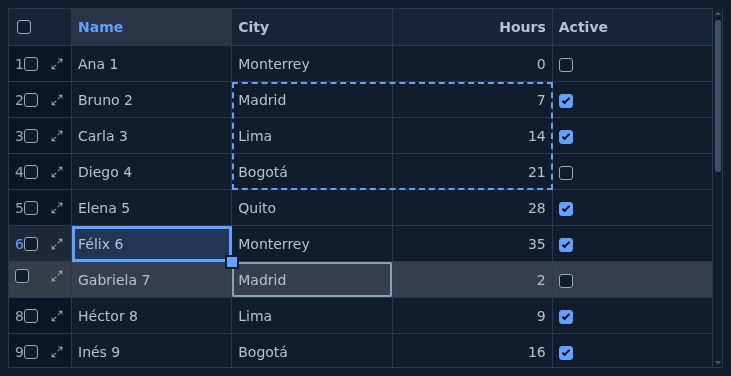 Name City Hours Active
1 Ana 1 Monterrey 0
2 Bruno 2 Madrid 7
3 Carla 3 Lima 14
4 Diego 4 Bogotá 21
5 Elena 5 Quito 28
6 Félix 6 Monterrey 35
Gabriela 7 Madrid 2
8 Héctor 8 Lima 9
9 Inés 9 Bogotá 16